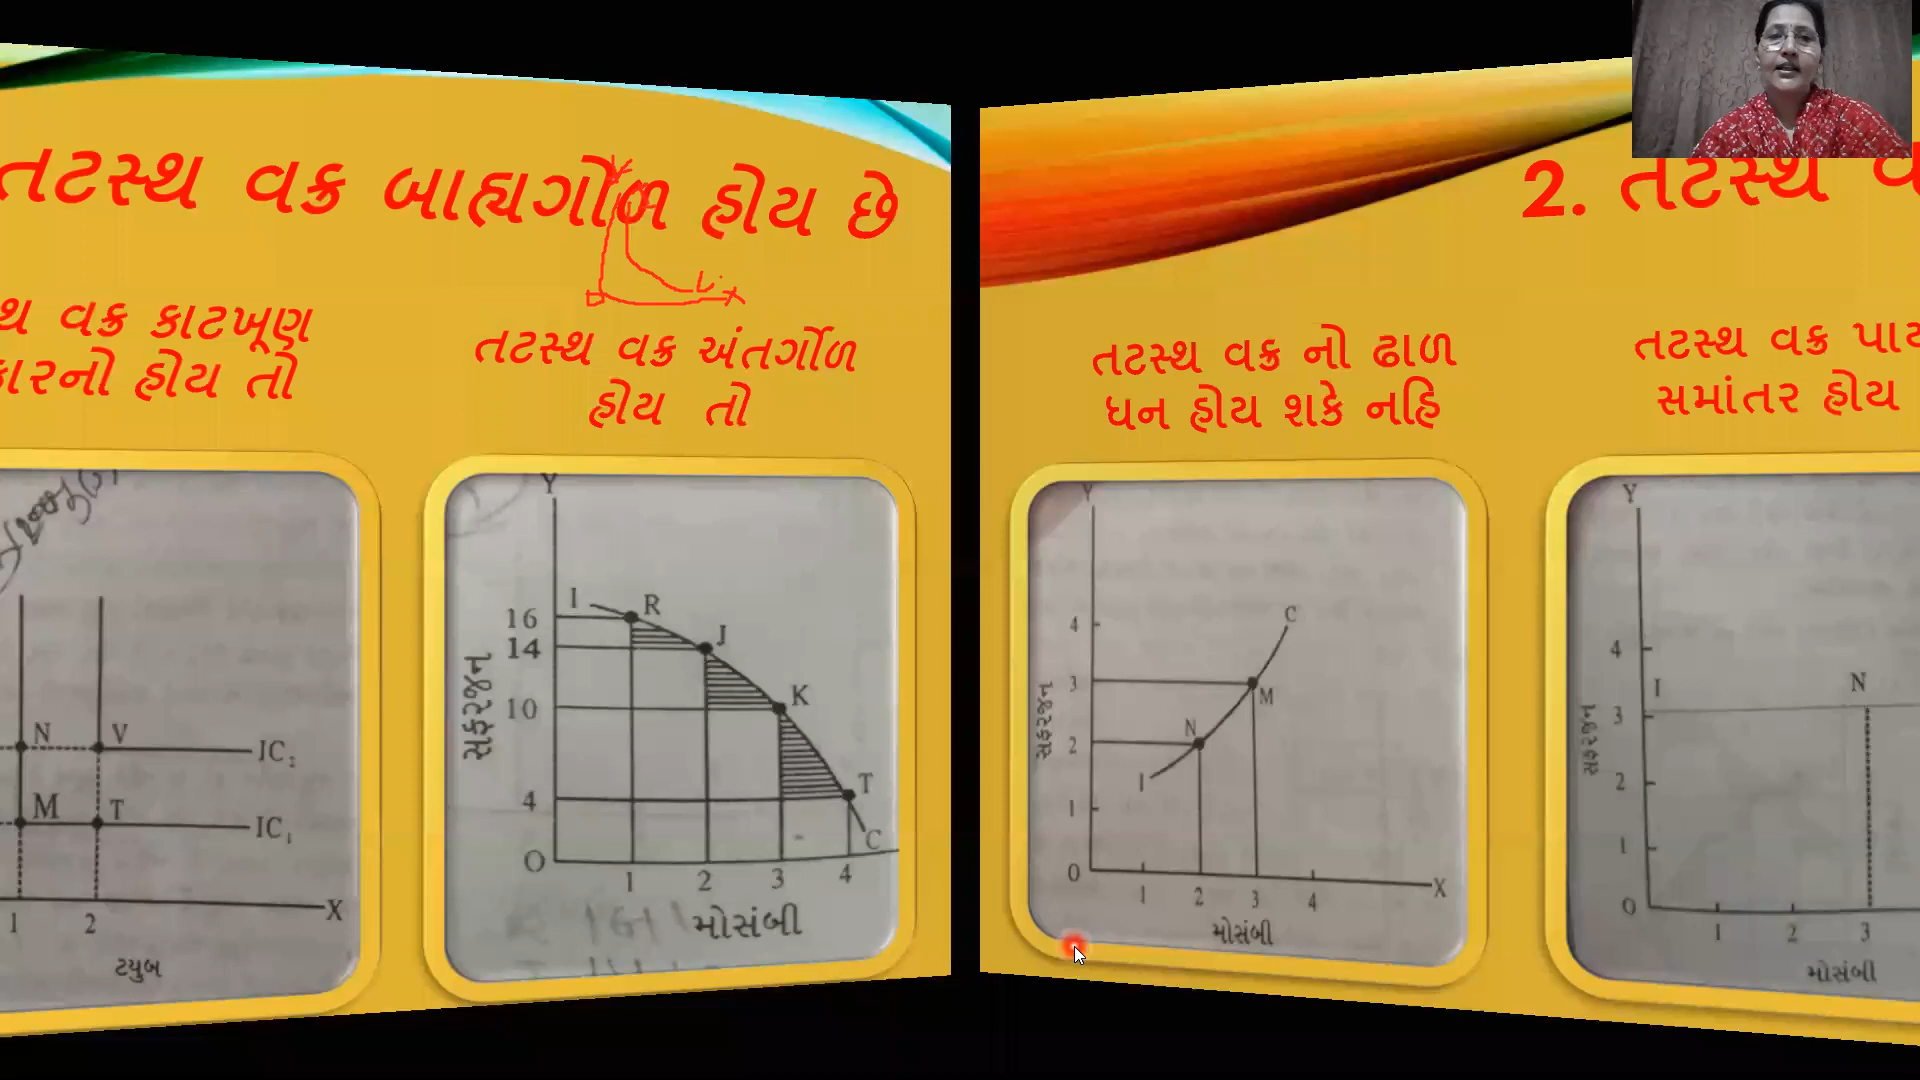 તટસ્થ વક્ર બાહ્યગોળ હોય છે
વક્ર કાટખૂણ
હોય તો
તટસ્થ વક્ર અંતર્ગોળ
હોય તો
N
V
IC₂
M
T
IC₁
X
1 2
ટયુબ
Y
I
R
16
J
14
સફરજન
K
10
T
4
C
O
1 2 3 4
મોસંબી
2. તટસ્થ
તટસ્થ વક્ર નો ઢાળ
ધન હોય શકે નહિ
તટસ્થ વક્ર
સમાંતર હોય
Y
C
4
3
M
સફરજન
N
2
I
1
0
X
1 2 3 4
મોસંબી
Y
4
I
N
3
સફરજન
2
1
0
1 2 3
મોસંબી